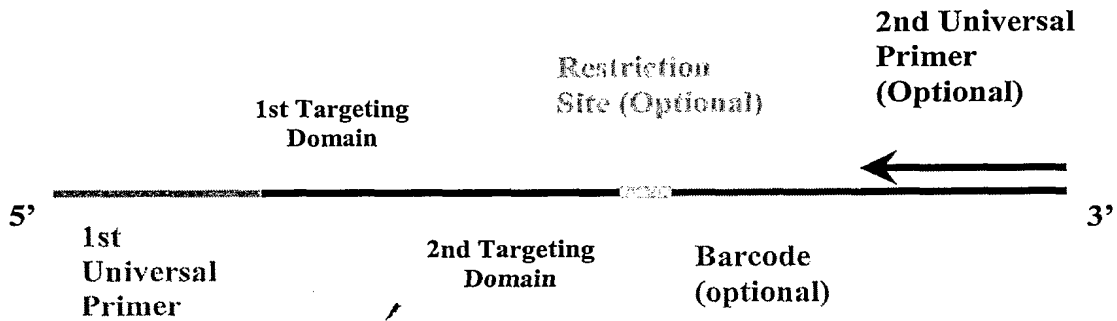 2nd Universal
Primer
(Optional)
Restriction
Site (Optional)
1st Targeting
Domain
5’
3’
1st
Universal
Primer
2nd Targeting
Domain
Barcode
(optional)